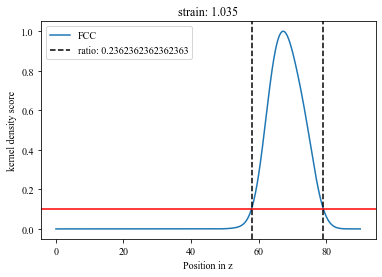 strain: 1.035
FCC
ratio: 0.2362362362362363
kernel density score
1.0
0.8
0.6
0.4
0.2
0.0
0 20 40 60 80
Position in z